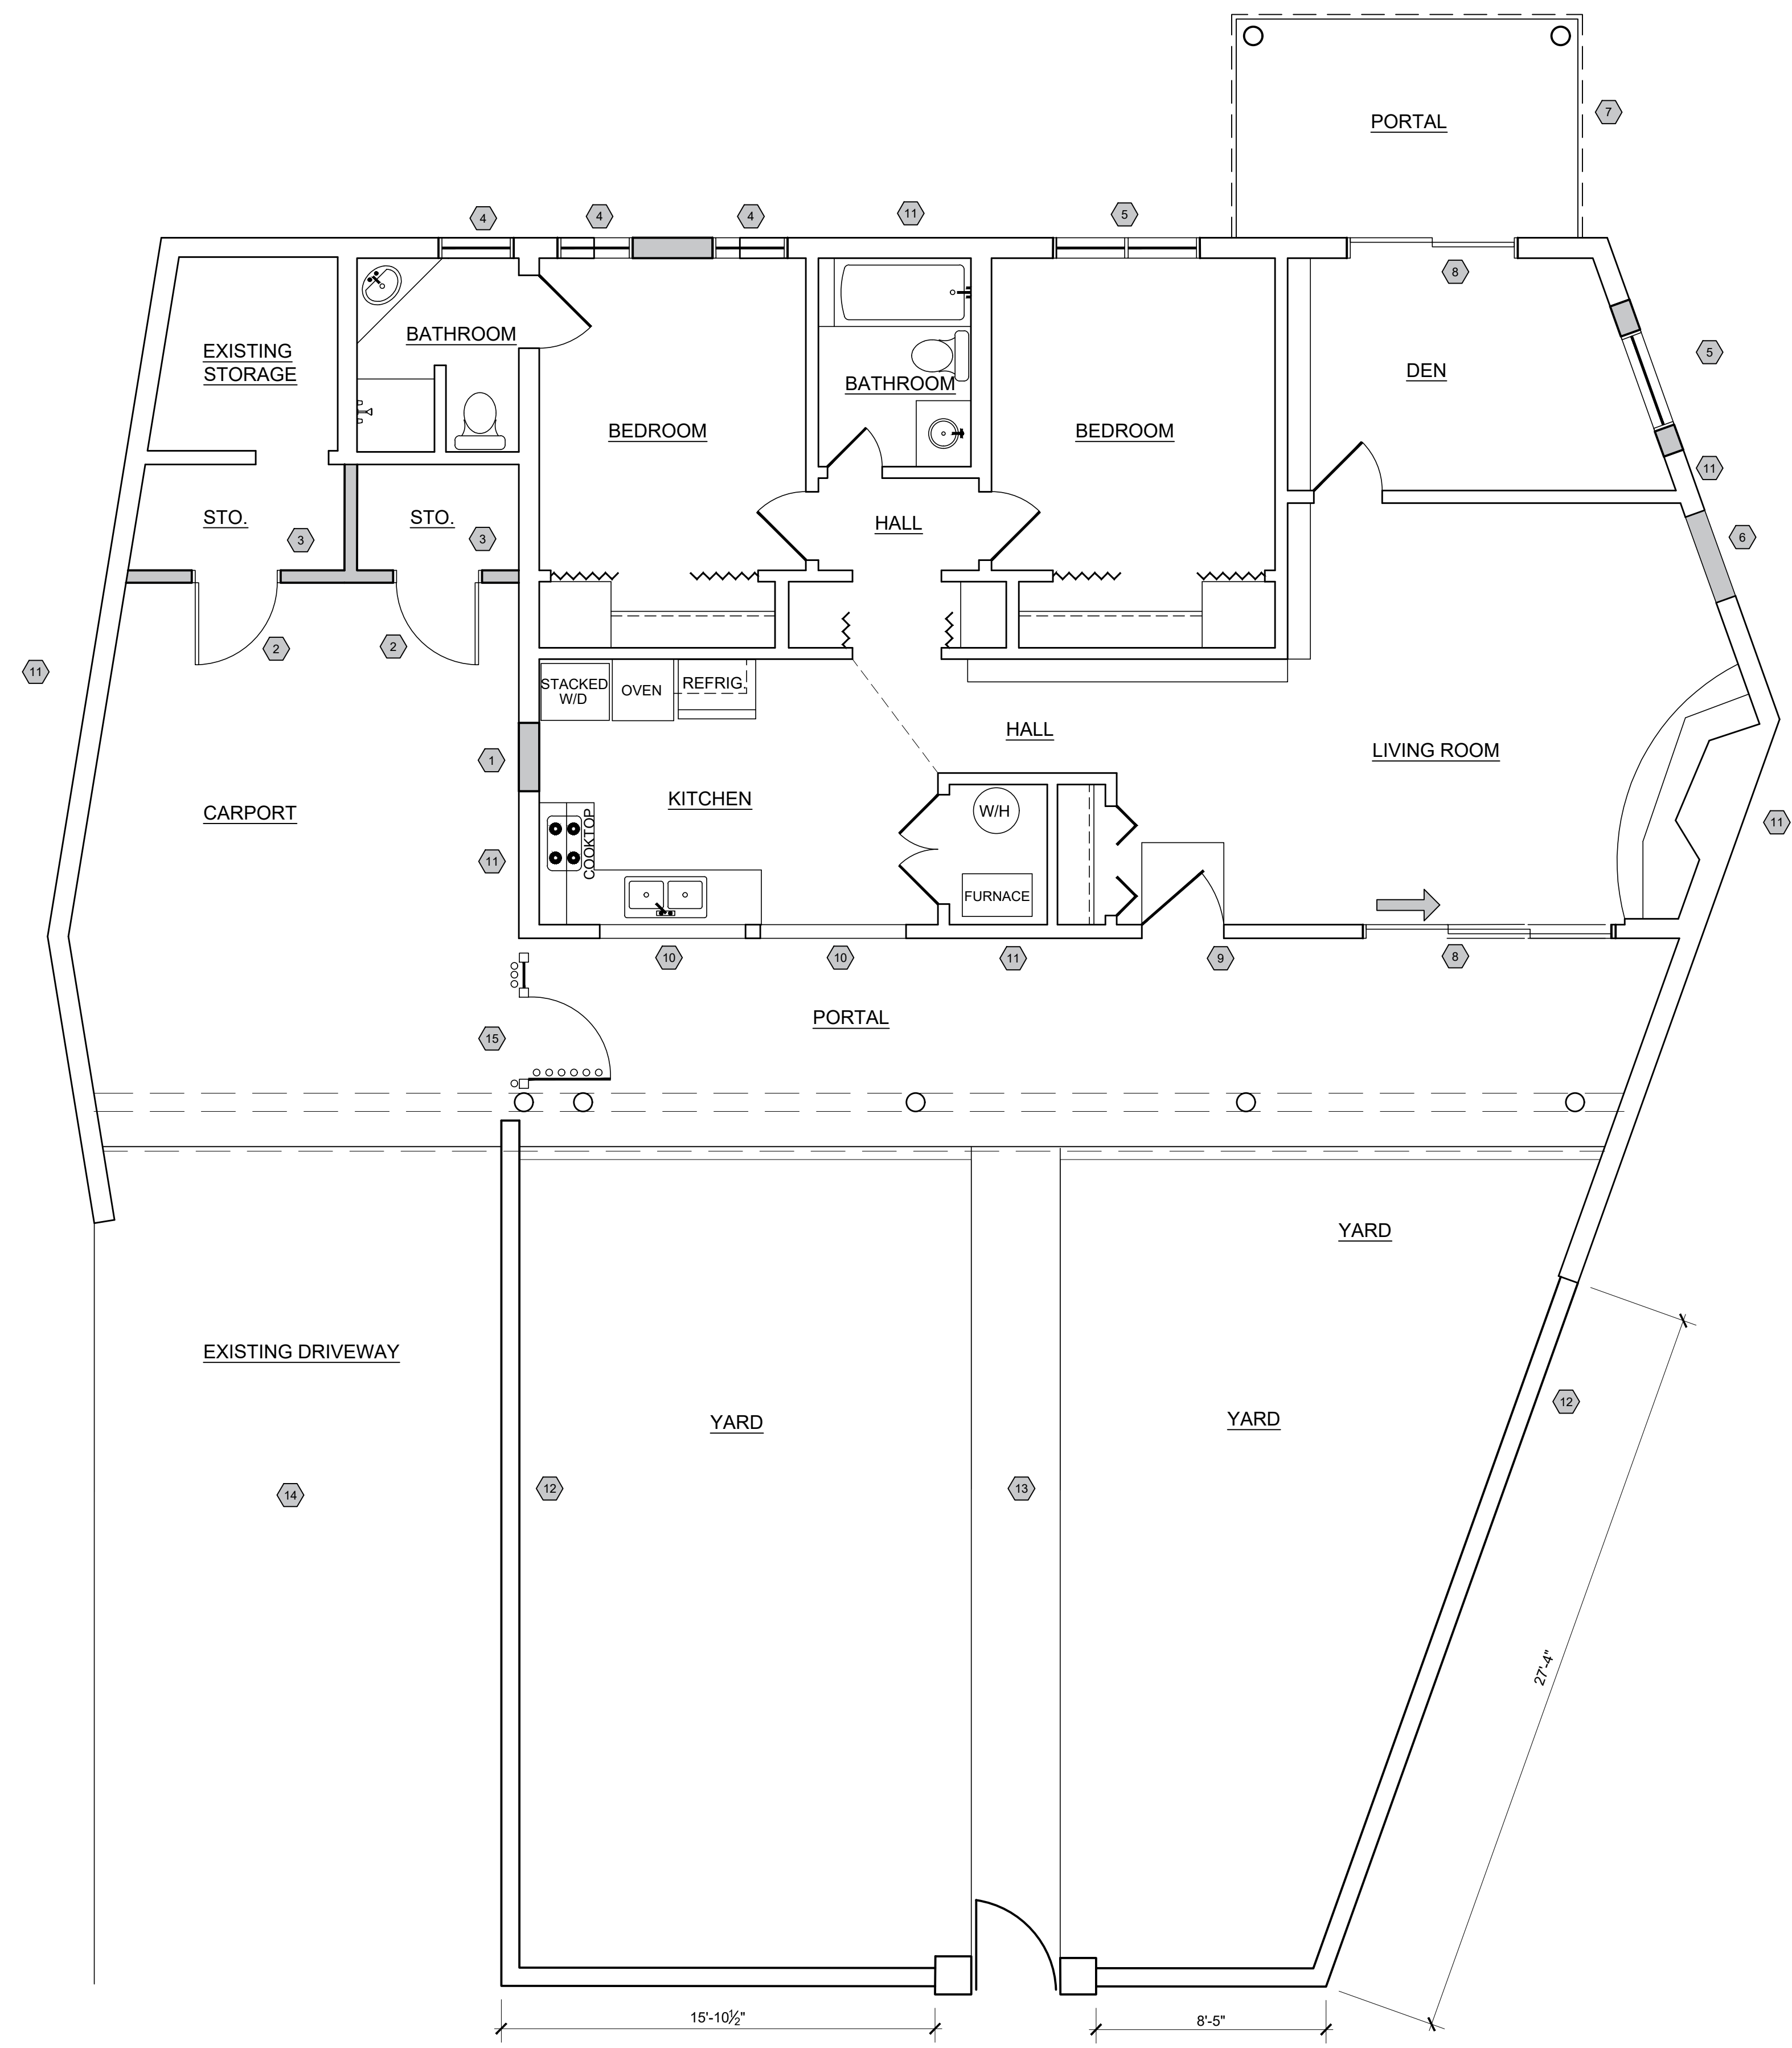 PORTAL
7
4
4
4
11
5
8
BATHROOM
EXISTING
STORAGE
5
DEN
BATHROOM
BEDROOM
BEDROOM
11
STO.
STO.
HALL
3
3
6
2
2
11
STACKED
W/D
OVEN
REFRIG.
HALL
LIVING ROOM
1
KITCHEN
CARPORT
W/H
11
COOKTOP
11
FURNACE
10
10
11
9
8
PORTAL
15
YARD
EXISTING DRIVEWAY
12
YARD
YARD
14
12
13
27'-4"
15'-10½"
8'-5"